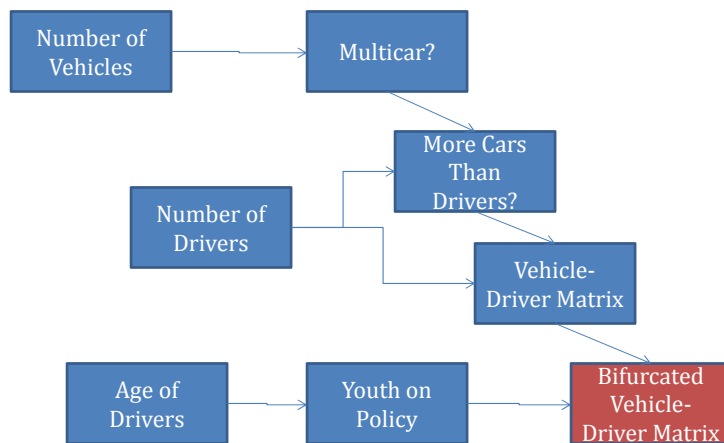 Number of
Vehicles
Multicar?
More Cars
Than
Drivers?
Number of
Drivers
Vehicle-
Driver Matrix
Age of
Drivers
Youth on
Policy
Bifurcated
Vehicle-
Driver Matrix